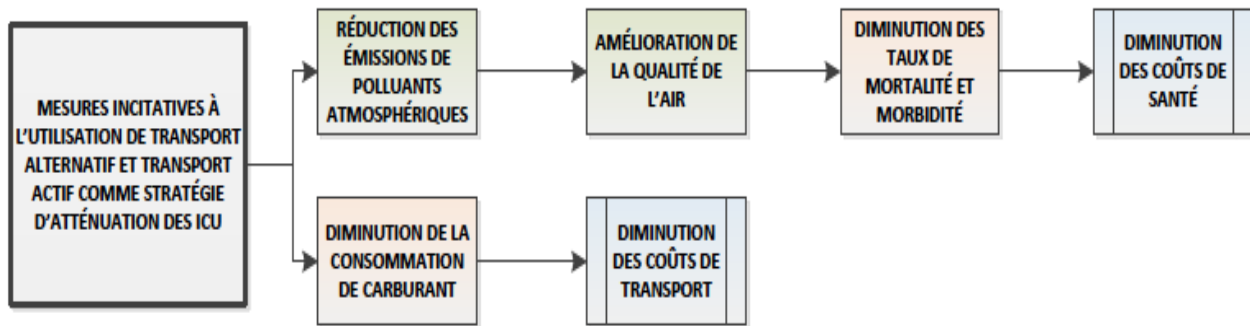 MESURES INCITATIVES À
L'UTILISATION DE TRANSPORT
ALTERNATIF ET TRANSPORT
ACTIF COMME STRATÉGIE
D'ATTÉNUATION DES ICU
RÉDUCTION DES
ÉMISSIONS DE
POLLUANTS
ATMOSPHÉRIQUES
AMÉLIORATION DE
LA QUALITÉ DE
L'AIR
DIMINUTION DES
TAUX DE
MORTALITÉ ET
MORBIDITÉ
DIMINUTION
DES COÛTS DE
SANTÉ
DIMINUTION DE LA
CONSOMMATION
DE CARBURANT
DIMINUTION
DES COÛTS DE
TRANSPORT